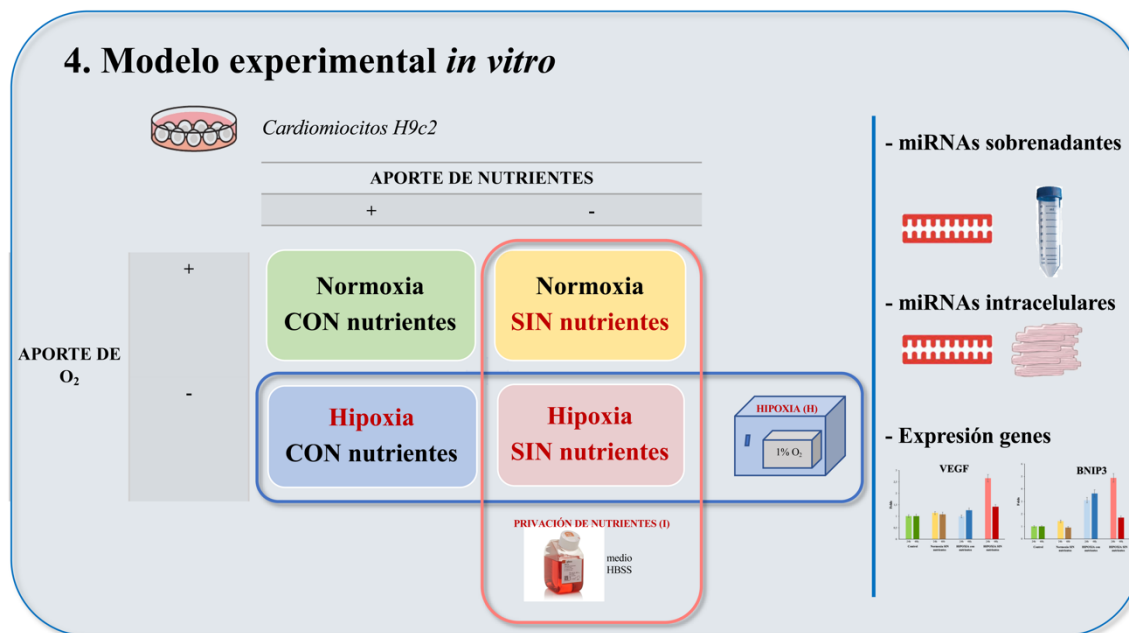 4. Modelo experimental in vitro
Cardiomiocitos H9c2
APORTE DE NUTRIENTES
+ -
APORTE DE
O₂
+
-
Normoxia
CON nutrientes
Normoxia
SIN nutrientes
Hipoxia
CON nutrientes
Hipoxia
SIN nutrientes
HIPOXIA (H)
1% O₂
PRIVACIÓN DE NUTRIENTES (I)
medio
HBSS
- miRNAs sobrenadantes
- miRNAs intracelulares
- Expresión genes
VEGF
BNIP3